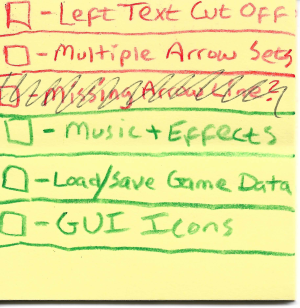 - Left Text Cut Off
- Multiple Arrow Sets
- Missing Arrow Line?
- Music + Effects
- Load/Save Game Data
- GUI Icons